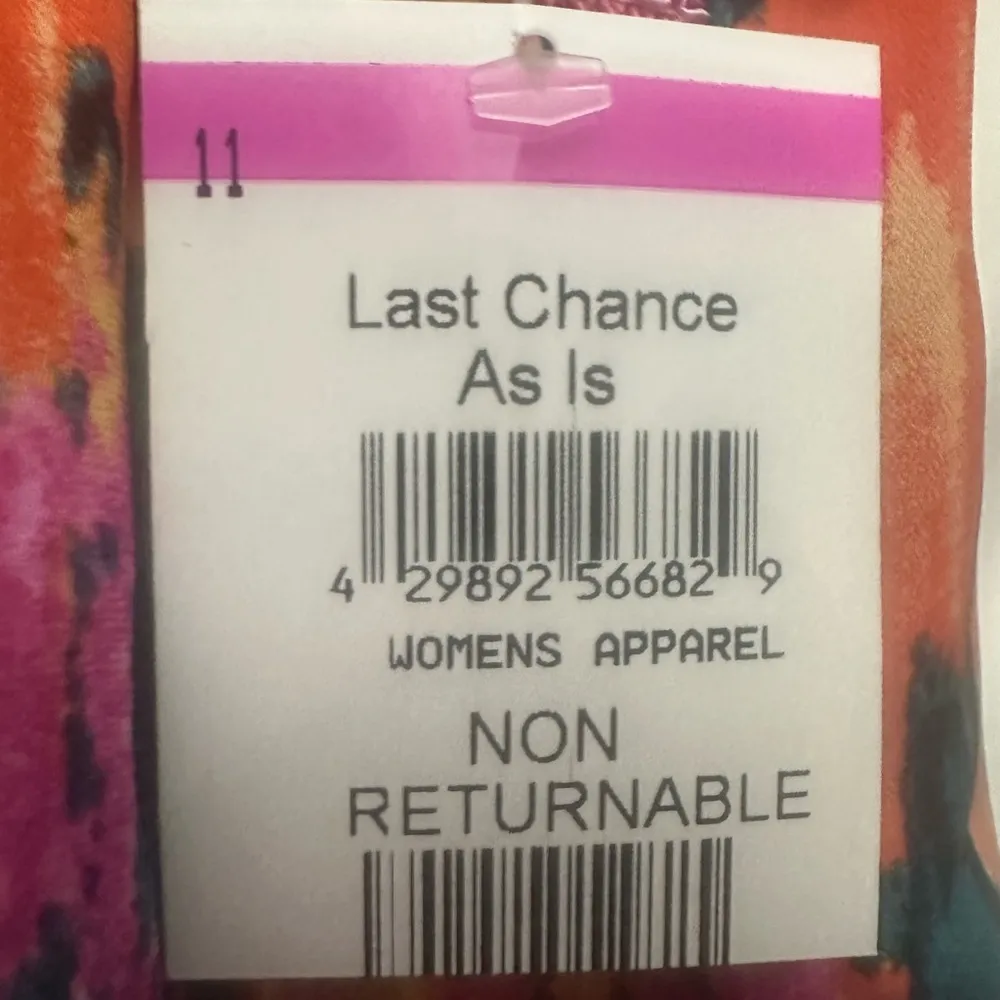 11
Last Chance
As Is
4 29892 56682 9
WOMENS APPAREL
NON
RETURNABLE